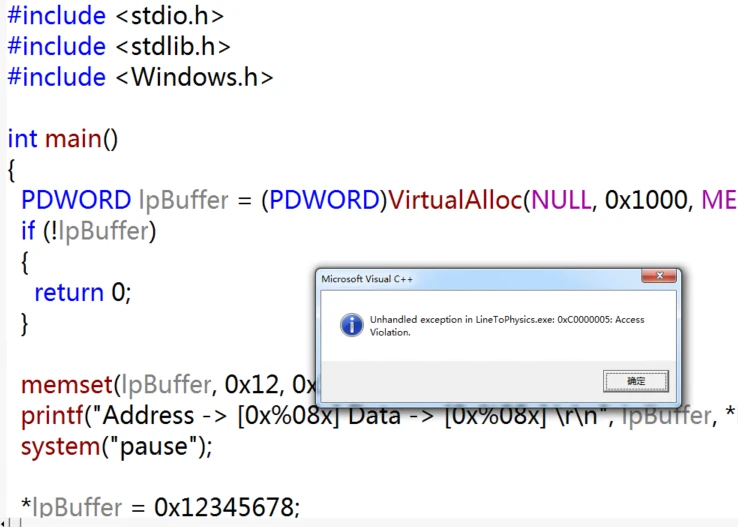 #include <stdio.h>
#include <stdlib.h>
#include <Windows.h>
int main()
{
PDWORD lpBuffer = (PDWORD)VirtualAlloc(NULL, 0x1000, ME
if (!lpBuffer)
{
return 0;
}
Microsoft Visual C++
Unhandled exception in LineToPhysics.exe: 0xC0000005: Access
Violation.
确定
memset(lpBuffer, 0x12, 0x
printf("Address -> [0x%08x] Data -> [0x%08x] \r\n", lpBuffer, *
system("pause");
*lpBuffer = 0x12345678;